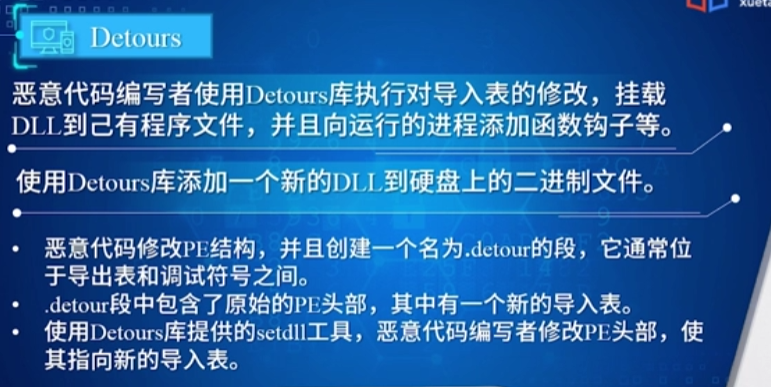 xueta
Detours
恶意代码编写者使用Detours库执行对导入表的修改，挂载
DLL到己有程序文件，并且向运行的进程添加函数钩子等。
使用Detours库添加一个新的DLL到硬盘上的二进制文件。
• 恶意代码修改PE结构，并且创建一个名为.detour的段，它通常位
于导出表和调试符号之间。
• .detour段中包含了原始的PE头部，其中有一个新的导入表。
• 使用Detours库提供的setdll工具，恶意代码编写者修改PE头部，使
其指向新的导入表。